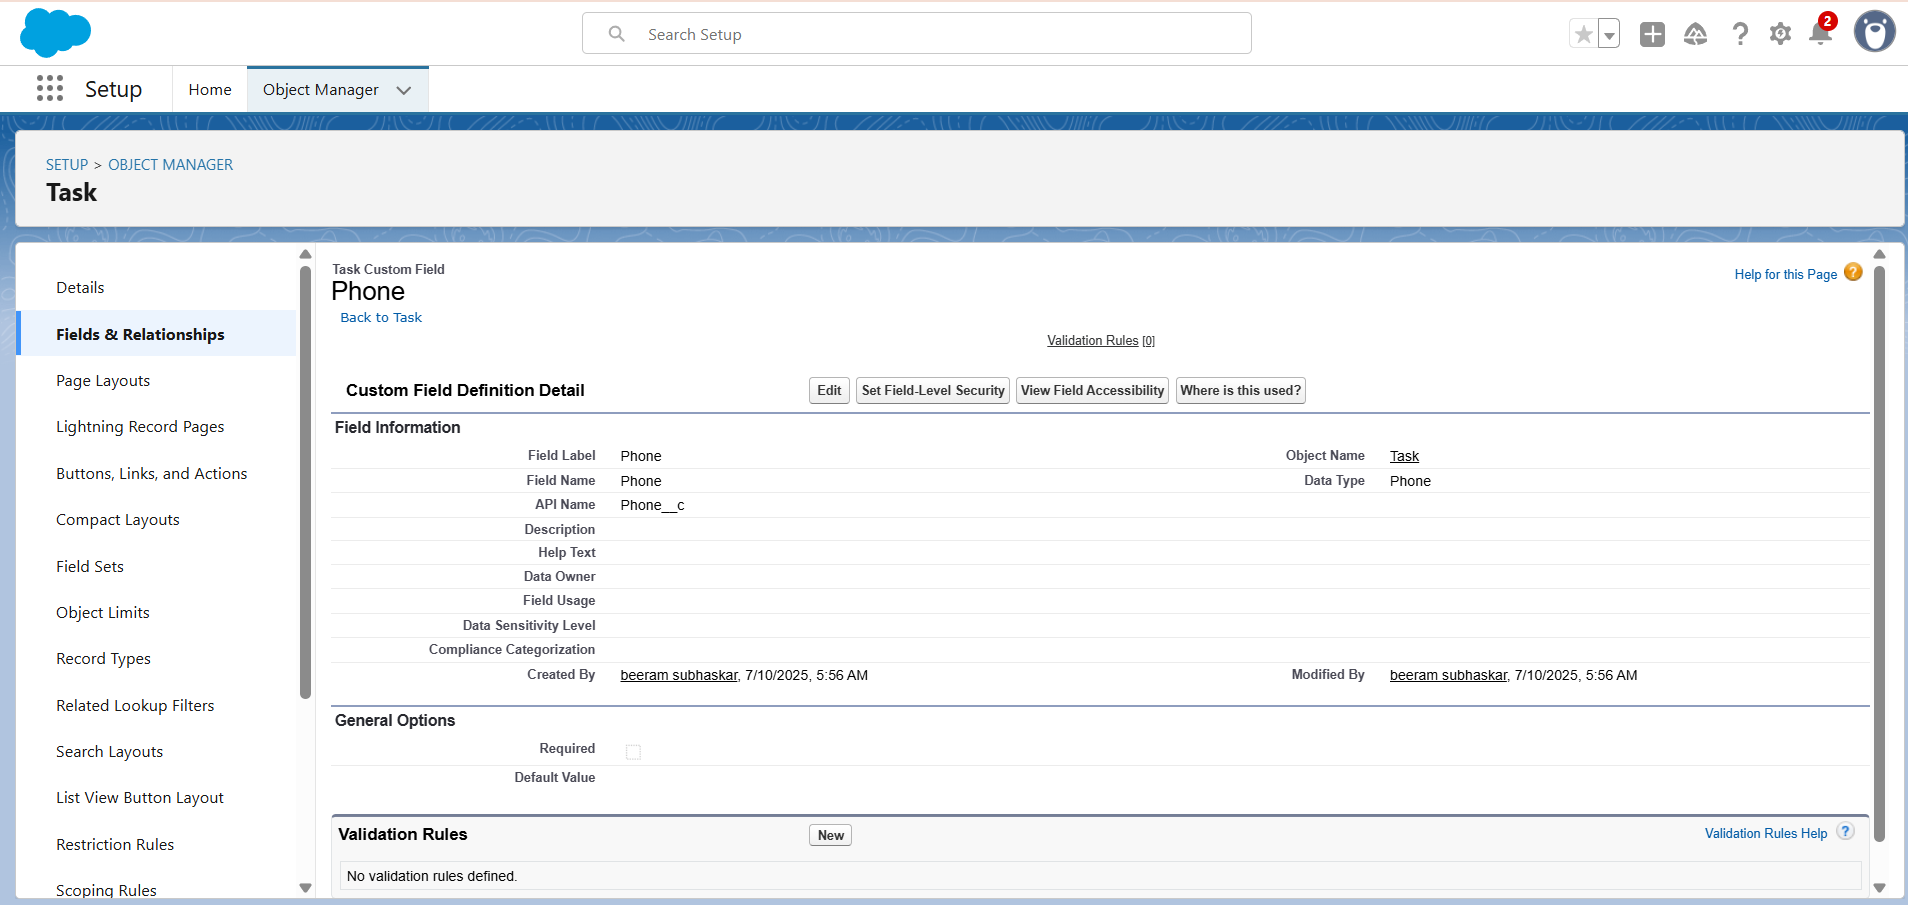 Search Setup
2
Setup
Home
Object Manager
SETUP > OBJECT MANAGER
Task
Details
Fields & Relationships
Page Layouts
Lightning Record Pages
Buttons, Links, and Actions
Compact Layouts
Field Sets
Object Limits
Record Types
Related Lookup Filters
Search Layouts
List View Button Layout
Restriction Rules
Scoping Rules
Task Custom Field
Phone
Back to Task
Help for this Page ?
Validation Rules [0]
Custom Field Definition Detail
Edit
Set Field-Level Security
View Field Accessibility
Where is this used?
Field Information
Field Label Phone Object Name Task
Field Name Phone Data Type Phone
API Name Phone__c
Description
Help Text
Data Owner
Field Usage
Data Sensitivity Level
Compliance Categorization
Created By beeram subhaskar, 7/10/2025, 5:56 AM Modified By beeram subhaskar, 7/10/2025, 5:56 AM
General Options
Required
Default Value
Validation Rules
New
Validation Rules Help ?
No validation rules defined.